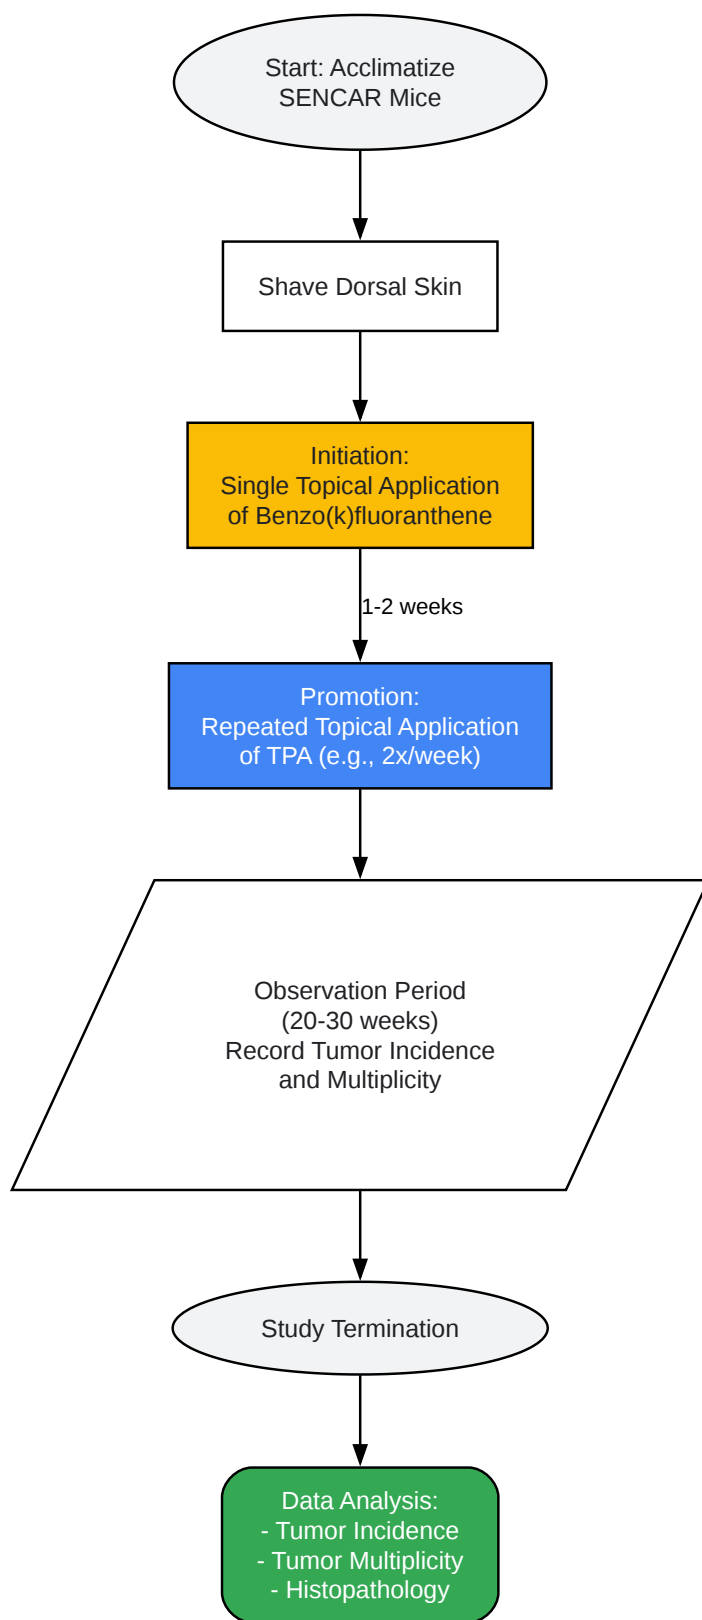 Start: Acclimatize
SENCAR Mice
Shave Dorsal Skin
Initiation:
Single Topical Application
of Benzo(k)fluoranthene
1-2 weeks
Promotion:
Repeated Topical Application
of TPA (e.g., 2x/week)
Observation Period
(20-30 weeks)
Record Tumor Incidence
and Multiplicity
Study Termination
Data Analysis:
- Tumor Incidence
- Tumor Multiplicity
- Histopathology